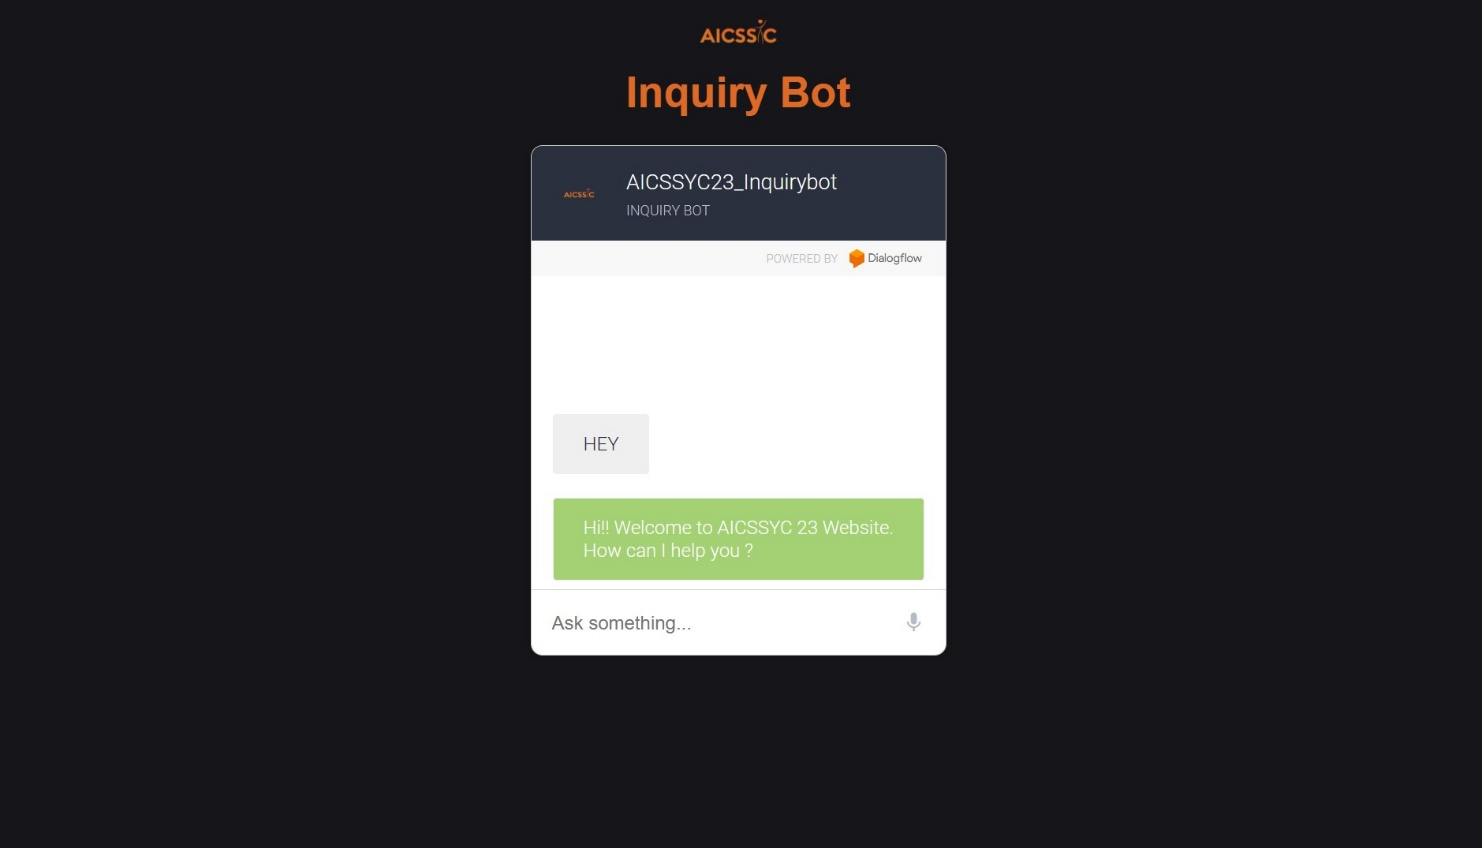 AICSSYC
Inquiry Bot
AICSSYC
AICSSYC23_Inquirybot
INQUIRY BOT
POWERED BY Dialogflow
HEY
Hi!! Welcome to AICSSYC 23 Website.
How can I help you ?
Ask something...